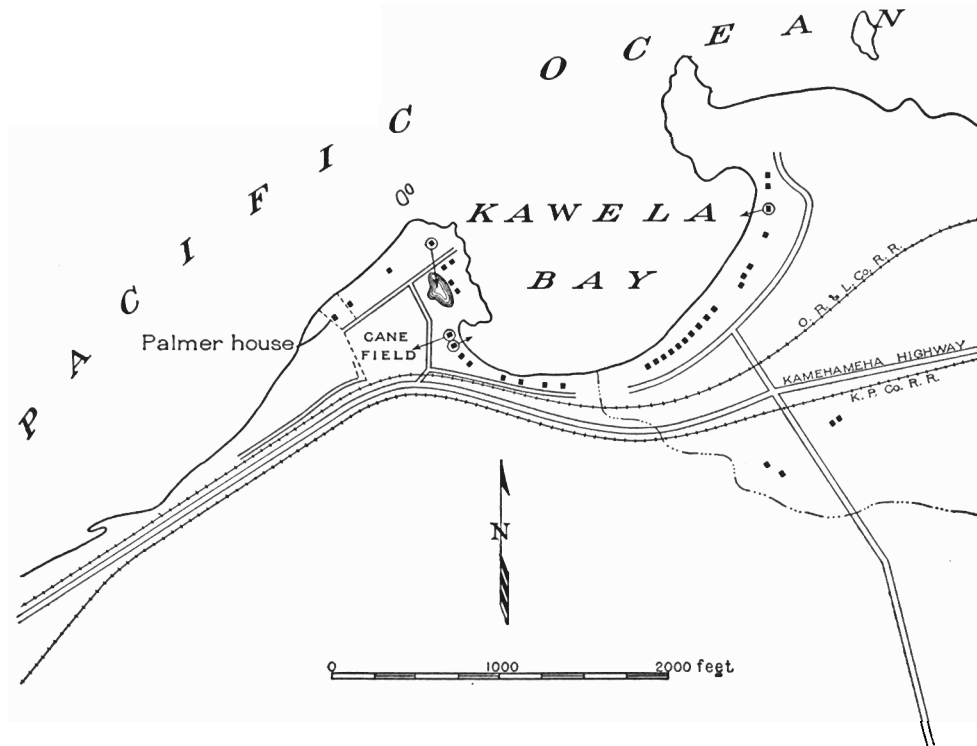 PACIFIC OCEAN
KAWELA
BAY
O. R. & L. Co. R. R.
Palmer house
CANE
FIELD
KAMEHAMEHA HIGHWAY
K. P. Co. R. R.
N
0 1000 2000 feet